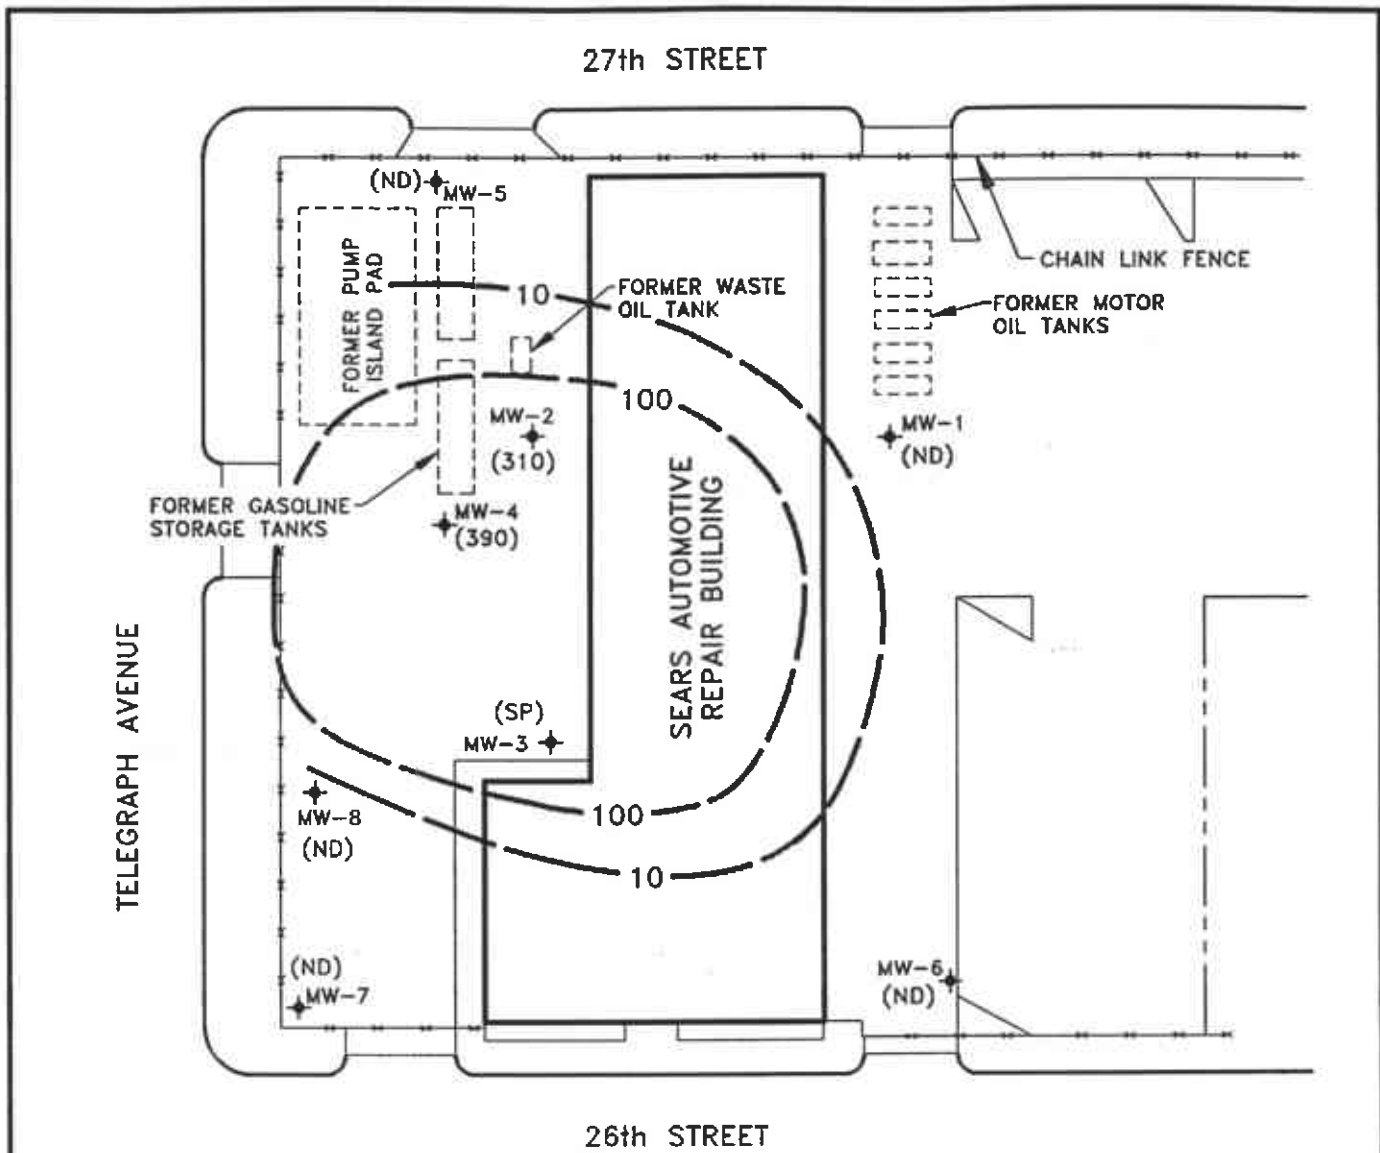 27th STREET
(ND)
MW-5
FORMER PUMP
ISLAND PAD
10
FORMER WASTE
OIL TANK
CHAIN LINK FENCE
FORMER MOTOR
OIL TANKS
100
MW-2
(310)
MW-1
(ND)
FORMER GASOLINE
STORAGE TANKS
MW-4
(390)
SEARS AUTOMOTIVE
REPAIR BUILDING
TELEGRAPH AVENUE
(SP)
MW-3
MW-8
(ND)
100
10
(ND)
MW-7
MW-6
(ND)
26th STREET